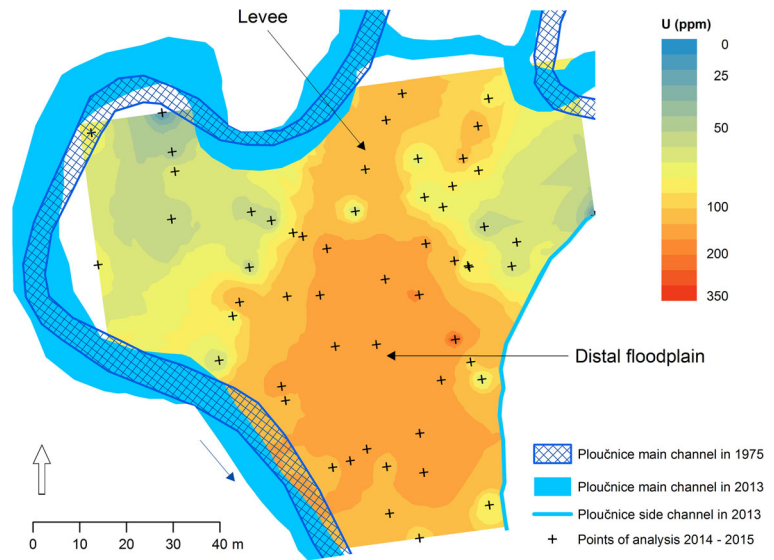 Levee
U (ppm)
0
25
50
100
200
350
Distal floodplain
Ploučnice main channel in 1975
Ploučnice main channel in 2013
Ploučnice side channel in 2013
Points of analysis 2014 - 2015
0 10 20 30 40 m